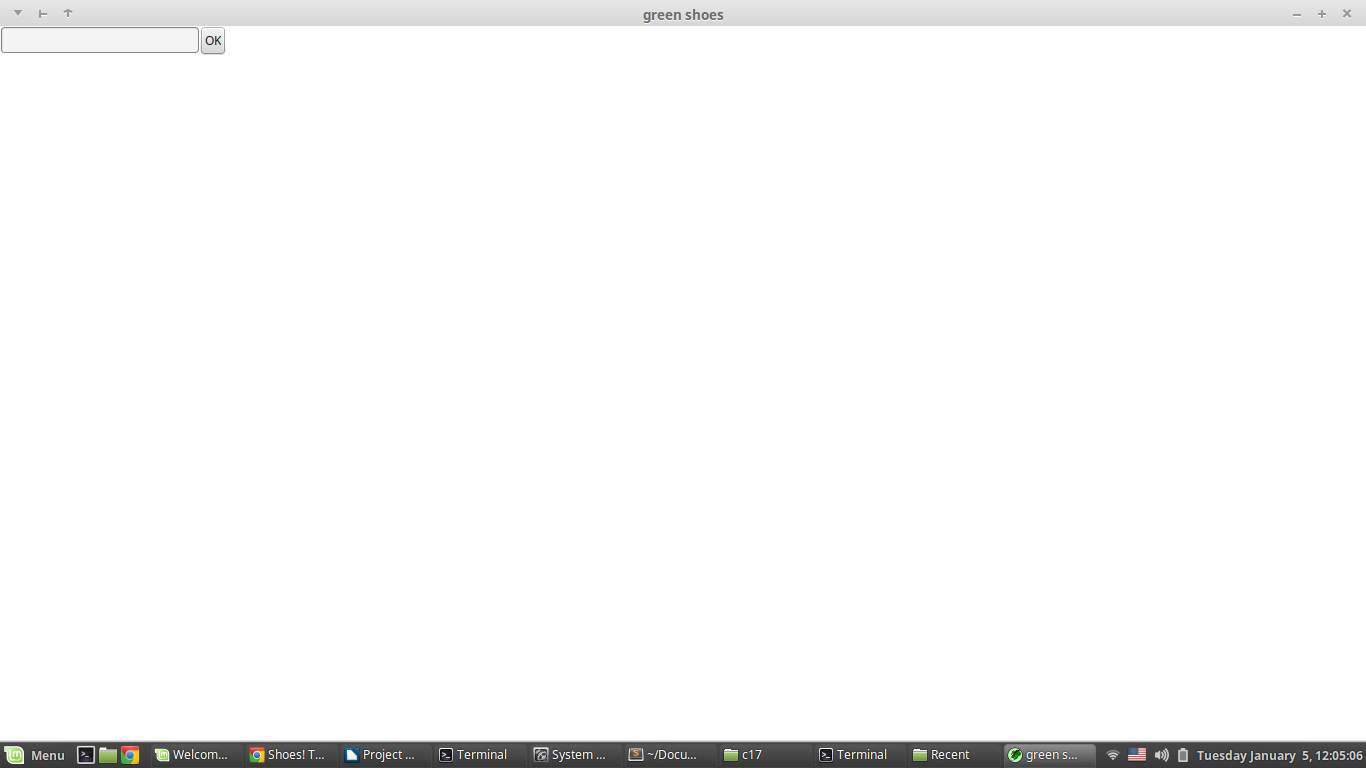 green shoes
OK
Menu Welcom... Shoes! T... Project ... Terminal System ... ~/Docu... c17 Terminal Recent green s... Tuesday January 5, 12:05:06